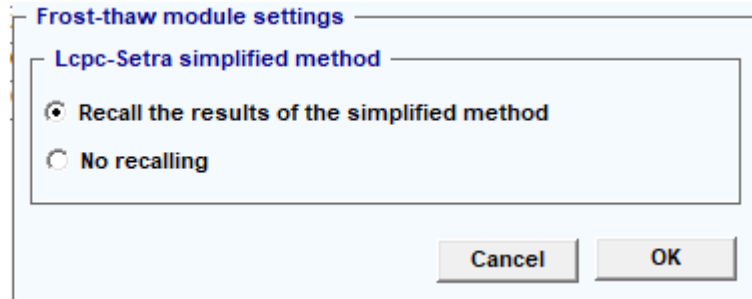 Frost-thaw module settings
Lcpc-Setra simplified method
Recall the results of the simplified method
No recalling
Cancel OK